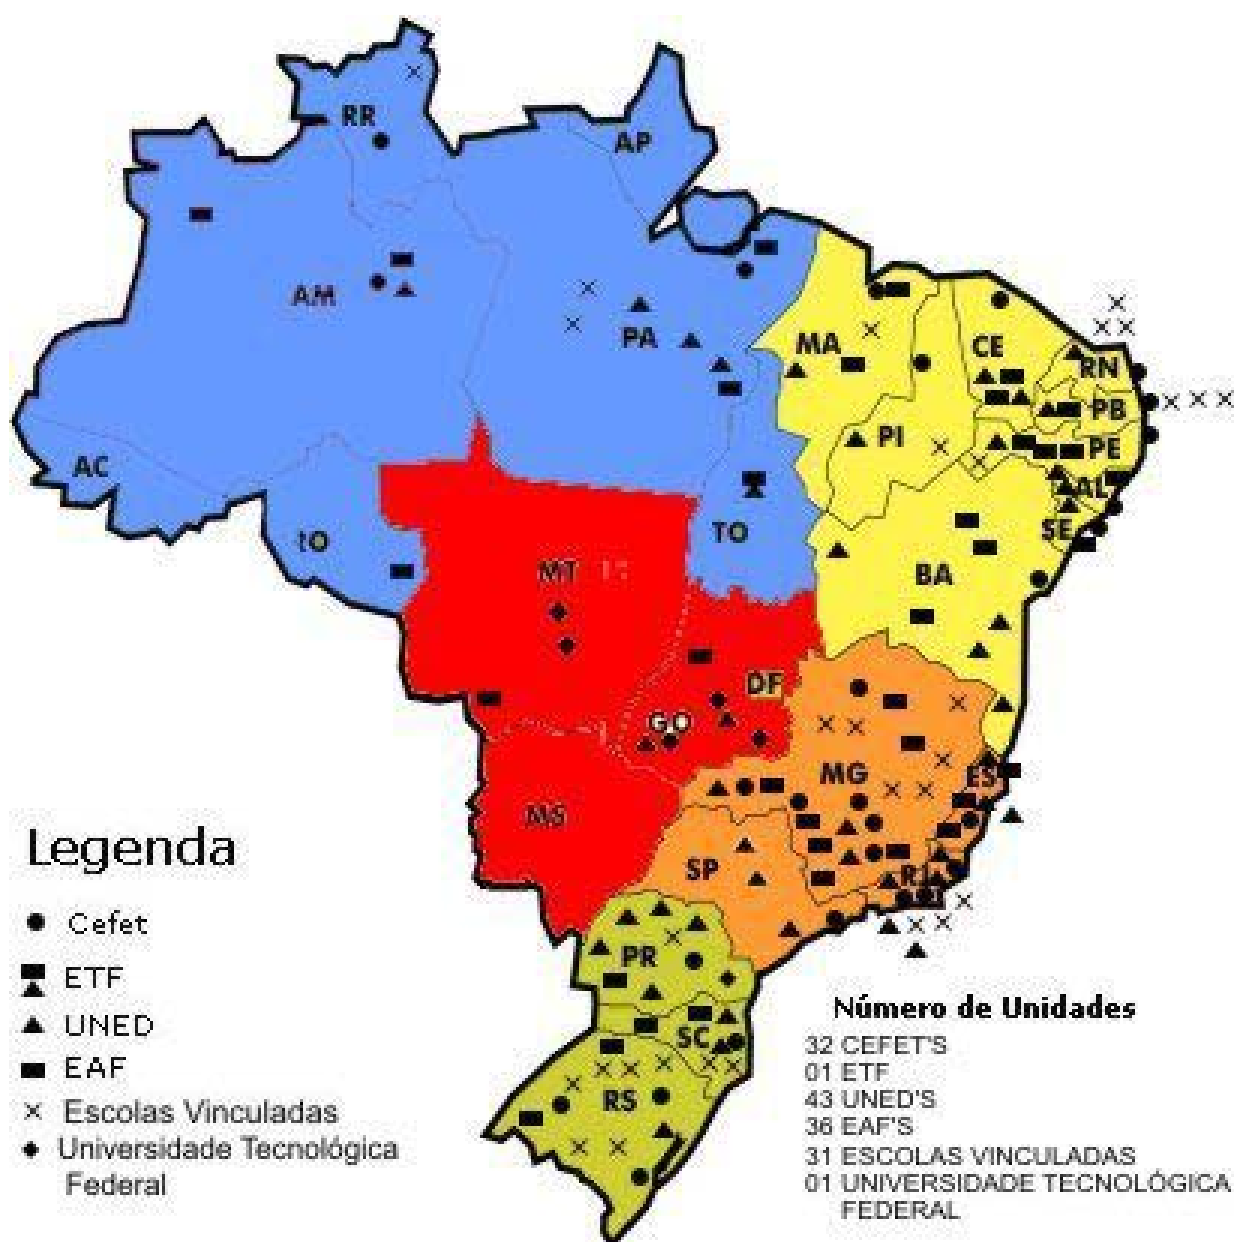 RR
AP
AM
PA
MA
CE
RN
PB
PI
PE
AC
AL
TO
SE
MT
BA
DF
GO
MG
ES
MS
SP
PR
SC
RS
Legenda
Cefet
ETF
UNED
EAF
Escolas Vinculadas
Universidade Tecnológica
Federal
Número de Unidades
32 CEFET'S
01 ETF
43 UNED'S
36 EAF'S
31 ESCOLAS VINCULADAS
01 UNIVERSIDADE TECNOLÓGICA
FEDERAL